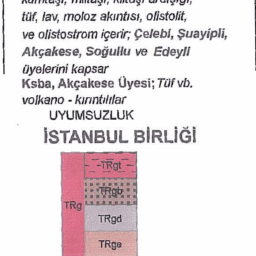 kumtaşı, miltaşı, kiltaşı ardışığı,
tüf, lav, moloz akıntısı, olistolit,
ve olistostrom içerir; Çelebi, Şuayipli,
Akçakese, Soğullu ve Edeyli
üyelerini kapsar
Ksba, Akçakese Üyesi; Tüf vb.
volkano - kırıntılılar
UYUMSUZLUK
İSTANBUL BİRLİĞİ
TRgt
TRgb
TRg
TRgd
TRga